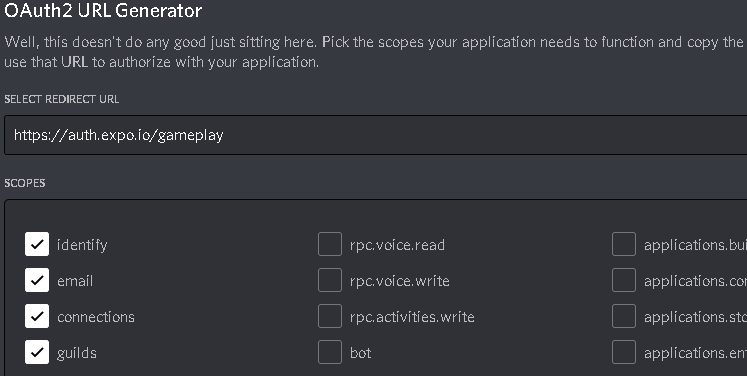 OAuth2 URL Generator
Well, this doesn't do any good just sitting here. Pick the scopes your application needs to function and copy the
use that URL to authorize with your application.
SELECT REDIRECT URL
https://auth.expo.io/gameplay
SCOPES
identify rpc.voice.read applications.bui
email rpc.voice.write applications.co
connections rpc.activities.write applications.sto
guilds bot applications.en